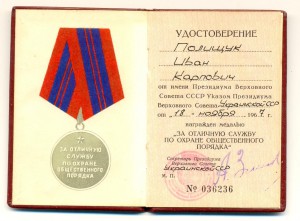 ЗА ОТЛИЧНУЮ
СЛУЖБУ
ПО ОХРАНЕ
ОБЩЕСТВЕННОГО
ПОРЯДКА
УДОСТОВЕРЕНИЕ
Полищук
Иван
Карпович
от имени Президиума Верховного
Совета СССР Указом Президиума
Верховного Совета Украинской ССР
от 18 ноября 1967 г.
награжден медалью
"ЗА ОТЛИЧНУЮ СЛУЖБУ
ПО ОХРАНЕ ОБЩЕСТВЕННОГО
ПОРЯДКА"
Секретарь Президиума
Верховного Совета
Украинской ССР
№ 036236